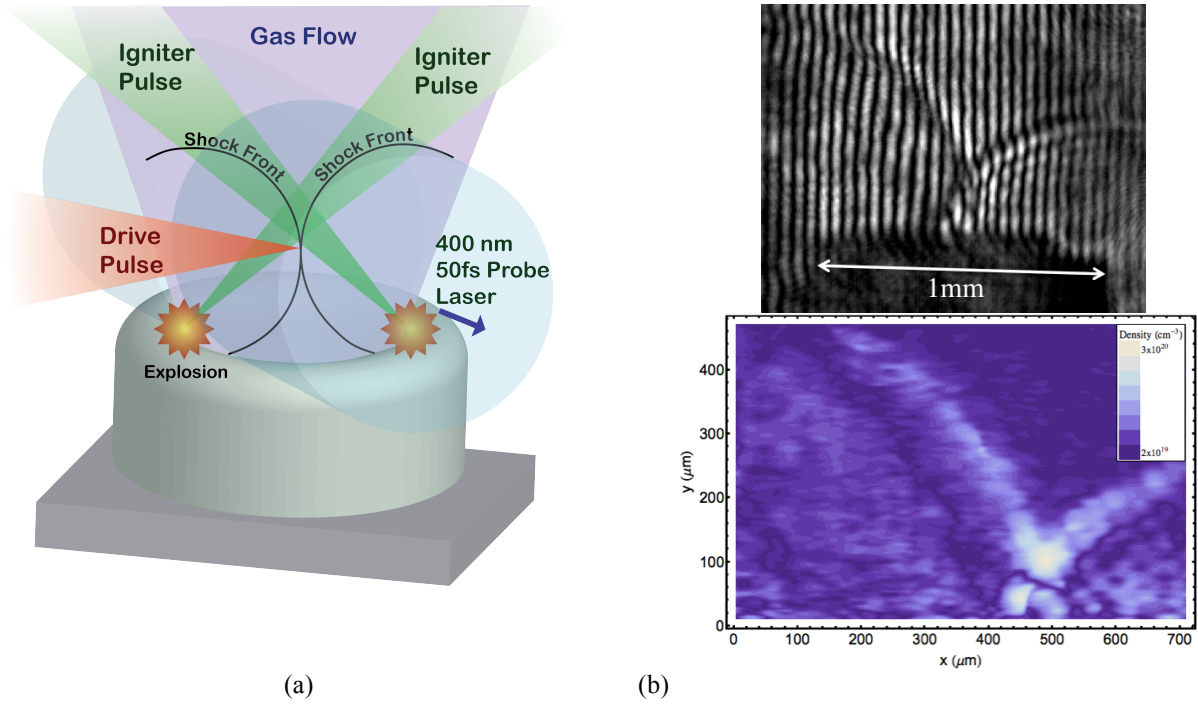 Gas Flow
Igniter
Pulse
Igniter
Pulse
Shock Front
Shock Front
Drive
Pulse
400 nm
50fs Probe
Laser
Explosion
(a)
1mm
Density (cm⁻³)
3x10²⁰
2x10¹⁹
400
300
200
100
0
y (μm)
0 100 200 300 400 500 600 700
x (μm)
(b)